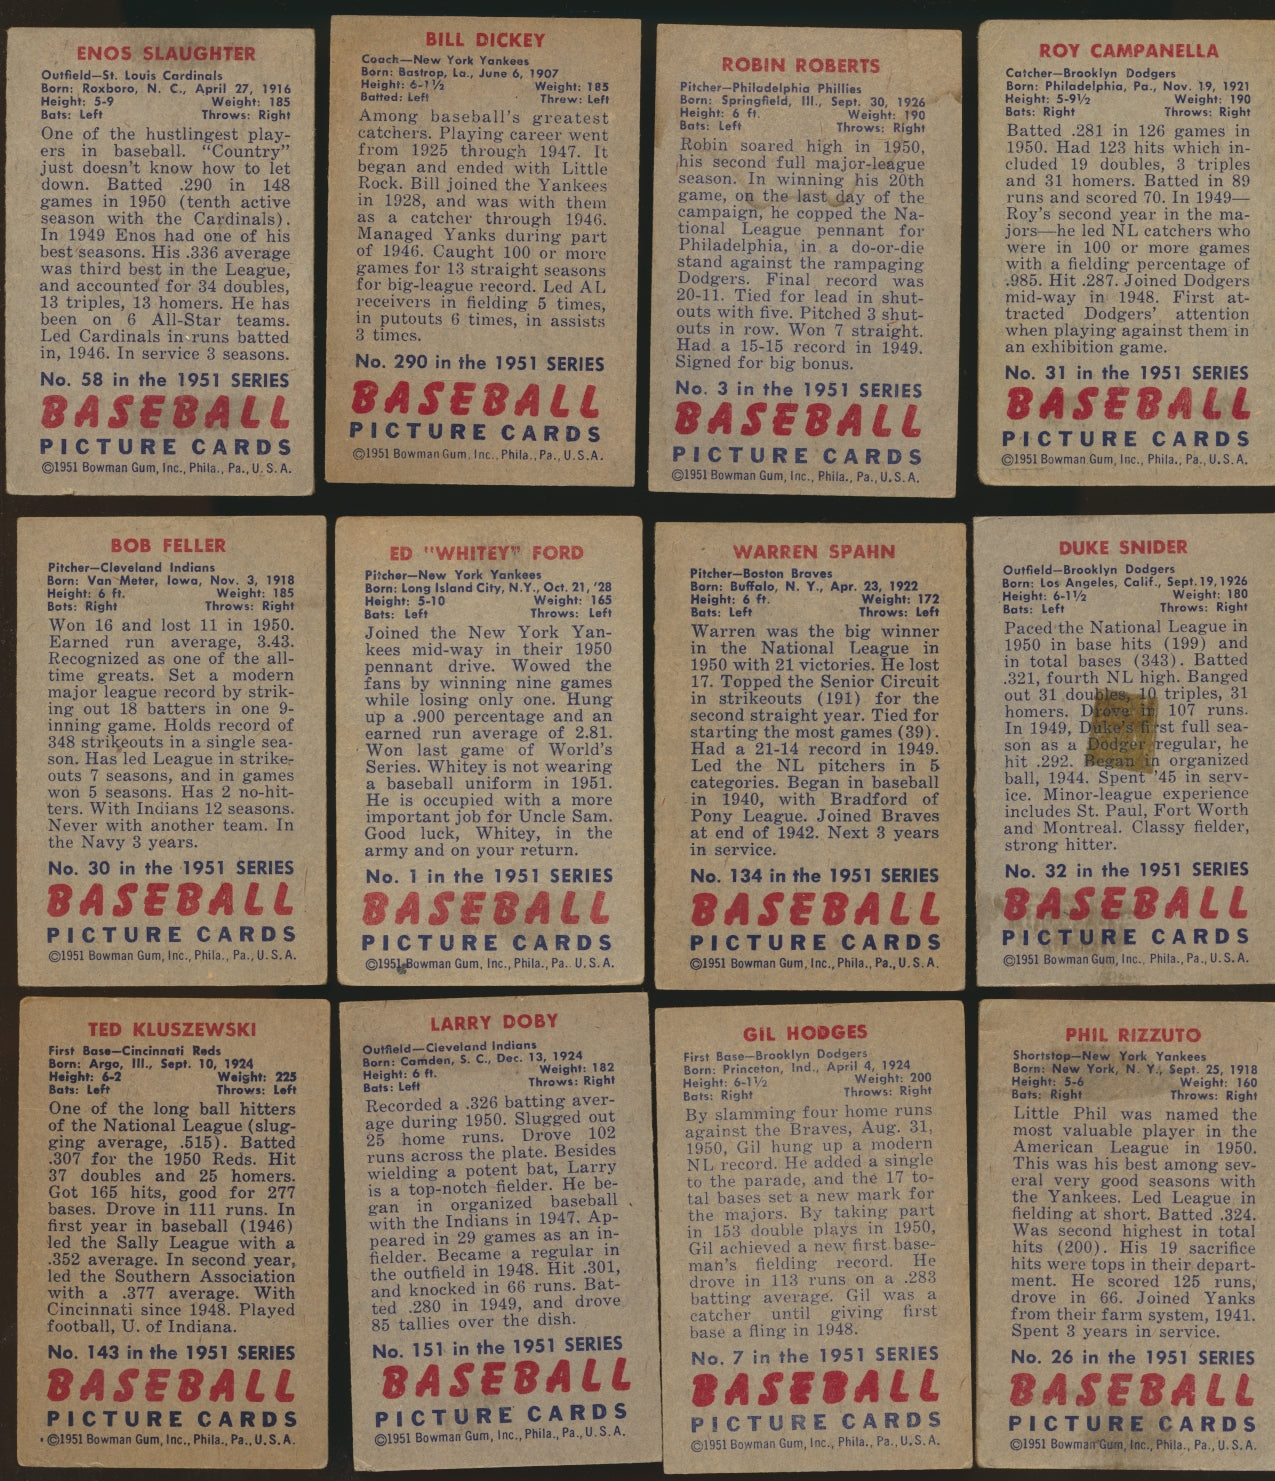 ENOS SLAUGHTER
Outfield—St. Louis Cardinals
Born: Roxboro, N. C., April 27, 1916
Height: 5-9 Weight: 185
Bats: Left Throws: Right
One of the hustlingest play-
ers in baseball. "Country"
just doesn't know how to let
down. Batted .290 in 148
games in 1950 (tenth active
season with the Cardinals).
In 1949 Enos had one of his
best seasons. His .336 average
was third best in the League,
and accounted for 34 doubles,
13 triples, 13 homers. He has
been on 6 All-Star teams.
Led Cardinals in runs batted
in, 1946. In service 3 seasons.
No. 58 in the 1951 SERIES
BASEBALL
PICTURE CARDS
©1951 Bowman Gum, Inc., Phila., Pa., U. S. A.
BILL DICKEY
Coach—New York Yankees
Born: Bastrop, La., June 6, 1907
Height: 6-1½ Weight: 185
Batted: Left Threw: Left
Among baseball's greatest
catchers. Playing career went
from 1925 through 1947. It
began and ended with Little
Rock. Bill joined the Yankees
in 1928, and was with them
as a catcher through 1946.
Managed Yanks during part
of 1946. Caught 100 or more
games for 13 straight seasons
for big-league record. Led AL
receivers in fielding 5 times,
in putouts 6 times, in assists
3 times.
No. 290 in the 1951 SERIES
BASEBALL
PICTURE CARDS
©1951 Bowman Gum, Inc., Phila., Pa., U. S. A.
ROBIN ROBERTS
Pitcher—Philadelphia Phillies
Born: Springfield, Ill., Sept. 30, 1926
Height: 6 ft. Weight: 190
Bats: Left Throws: Right
Robin soared high in 1950,
his second full major-league
season. In winning his 20th
game, on the last day of the
campaign, he copped the Na-
tional League pennant for
Philadelphia, in a do-or-die
stand against the rampaging
Dodgers. Final record was
20-11. Tied for lead in shut-
outs with five. Pitched 3 shut-
outs in row. Won 7 straight.
Had a 15-15 record in 1949.
Signed for big bonus.
No. 3 in the 1951 SERIES
BASEBALL
PICTURE CARDS
©1951 Bowman Gum, Inc., Phila., Pa., U. S. A.
ROY CAMPANELLA
Catcher—Brooklyn Dodgers
Born: Philadelphia, Pa., Nov. 19, 1921
Height: 5-9½ Weight: 190
Bats: Right Throws: Right
Batted .281 in 126 games in
1950. Had 123 hits which in-
cluded 19 doubles, 3 triples
and 31 homers. Batted in 89
runs and scored 70. In 1949—
Roy's second year in the ma-
jors—he led NL catchers who
were in 100 or more games
with a fielding percentage of
.985. Hit .287. Joined Dodgers
mid-way in 1948. First at-
tracted Dodgers' attention
when playing against them in
an exhibition game.
No. 31 in the 1951 SERIES
BASEBALL
PICTURE CARDS
©1951 Bowman Gum, Inc., Phila., Pa., U. S. A.
BOB FELLER
Pitcher—Cleveland Indians
Born: Van Meter, Iowa, Nov. 3, 1918
Height: 6 ft. Weight: 185
Bats: Right Throws: Right
Won 16 and lost 11 in 1950.
Earned run average, 3.43.
Recognized as one of the all-
time greats. Set a modern
major league record by strik-
ing out 18 batters in one 9-
inning game. Holds record of
348 strikeouts in a single sea-
son. Has led League in strike-
outs 7 seasons, and in games
won 5 seasons. Has 2 no-hit-
ters. With Indians 12 seasons.
Never with another team. In
the Navy 3 years.
No. 30 in the 1951 SERIES
BASEBALL
PICTURE CARDS
©1951 Bowman Gum, Inc., Phila., Pa., U. S. A.
ED "WHITEY" FORD
Pitcher—New York Yankees
Born: Long Island City, N.Y., Oct. 21, '28
Height: 5-10 Weight: 165
Bats: Left Throws: Left
Joined the New York Yan-
kees mid-way in their 1950
pennant drive. Wowed the
fans by winning nine games
while losing only one. Hung
up a .900 percentage and an
earned run average of 2.81.
Won last game of World's
Series. Whitey is not wearing
a baseball uniform in 1951.
He is occupied with a more
important job for Uncle Sam.
Good luck, Whitey, in the
army and on your return.
No. 1 in the 1951 SERIES
BASEBALL
PICTURE CARDS
©1951 Bowman Gum, Inc., Phila., Pa. U. S. A.
WARREN SPAHN
Pitcher—Boston Braves
Born: Buffalo, N. Y., Apr. 23, 1922
Height: 6 ft. Weight: 172
Bats: Left Throws: Left
Warren was the big winner
in the National League in
1950 with 21 victories. He lost
17. Topped the Senior Circuit
in strikeouts (191) for the
second straight year. Tied for
starting the most games (39).
Had a 21-14 record in 1949.
Led the NL pitchers in 5
categories. Began in baseball
in 1940, with Bradford of
Pony League. Joined Braves
at end of 1942. Next 3 years
in service.
No. 134 in the 1951 SERIES
BASEBALL
PICTURE CARDS
©1951 Bowman Gum, Inc., Phila., Pa., U. S. A.
DUKE SNIDER
Outfield—Brooklyn Dodgers
Born: Los Angeles, Calif., Sept. 19, 1926
Height: 6-1½ Weight: 180
Bats: Left Throws: Right
Paced the National League in
1950 in base hits (199) and
in total bases (343). Batted
.321, fourth NL high. Banged
out 31 doubles, 10 triples, 31
homers. Drove in 107 runs.
In 1949, Duke's first full sea-
son as a Dodger regular, he
hit .292. Began in organized
ball, 1944. Spent '45 in serv-
ice. Minor-league experience
includes St. Paul, Fort Worth
and Montreal. Classy fielder,
strong hitter.
No. 32 in the 1951 SERIES
BASEBALL
PICTURE CARDS
©1951 Bowman Gum, Inc., Phila., Pa., U. S. A.
TED KLUSZEWSKI
First Base—Cincinnati Reds
Born: Argo, Ill., Sept. 10, 1924
Height: 6-2 Weight: 225
Bats: Left Throws: Left
One of the long ball hitters
of the National League (slug-
ging average, .515). Batted
.307 for the 1950 Reds. Hit
37 doubles and 25 homers.
Got 165 hits, good for 277
bases. Drove in 111 runs. In
first year in baseball (1946)
led the Sally League with a
.352 average. In second year,
led the Southern Association
with a .377 average. With
Cincinnati since 1948. Played
football, U. of Indiana.
No. 143 in the 1951 SERIES
BASEBALL
PICTURE CARDS
©1951 Bowman Gum, Inc., Phila., Pa., U. S. A.
LARRY DOBY
Outfield—Cleveland Indians
Born: Camden, S. C., Dec. 13, 1924
Height: 6 ft. Weight: 182
Bats: Left Throws: Right
Recorded a .326 batting aver-
age during 1950. Slugged out
25 home runs. Drove 102
runs across the plate. Besides
wielding a potent bat, Larry
is a top-notch fielder. He be-
gan in organized baseball
with the Indians in 1947. Ap-
peared in 29 games as an in-
fielder. Became a regular in
the outfield in 1948. Hit .301,
and knocked in 66 runs. Bat-
ted .280 in 1949, and drove
85 tallies over the dish.
No. 151 in the 1951 SERIES
BASEBALL
PICTURE CARDS
©1951 Bowman Gum, Inc., Phila., Pa., U. S. A.
GIL HODGES
First Base—Brooklyn Dodgers
Born: Princeton, Ind., April 4, 1924
Height: 6-1½ Weight: 200
Bats: Right Throws: Right
By slamming four home runs
against the Braves, Aug. 31,
1950, Gil hung up a modern
NL record. He added a single
to the parade, and the 17 to-
tal bases set a new mark for
the majors. By taking part
in 153 double plays in 1950,
Gil achieved a new first base-
man's fielding record. He
drove in 113 runs on a .283
batting average. Gil was a
catcher until giving first
base a fling in 1948.
No. 7 in the 1951 SERIES
BASEBALL
PICTURE CARDS
©1951 Bowman Gum, Inc., Phila., Pa., U. S. A.
PHIL RIZZUTO
Shortstop—New York Yankees
Born: New York, N. Y., Sept. 25, 1918
Height: 5-6 Weight: 160
Bats: Right Throws: Right
Little Phil was named the
most valuable player in the
American League in 1950.
This was his best among sev-
eral very good seasons with
the Yankees. Led League in
fielding at short. Batted .324.
Was second highest in total
hits (200). His 19 sacrifice
hits were tops in their depart-
ment. He scored 125 runs,
drove in 66. Joined Yanks
from their farm system, 1941.
Spent 3 years in service.
No. 26 in the 1951 SERIES
BASEBALL
PICTURE CARDS
©1951 Bowman Gum, Inc., Phila., Pa., U. S. A.